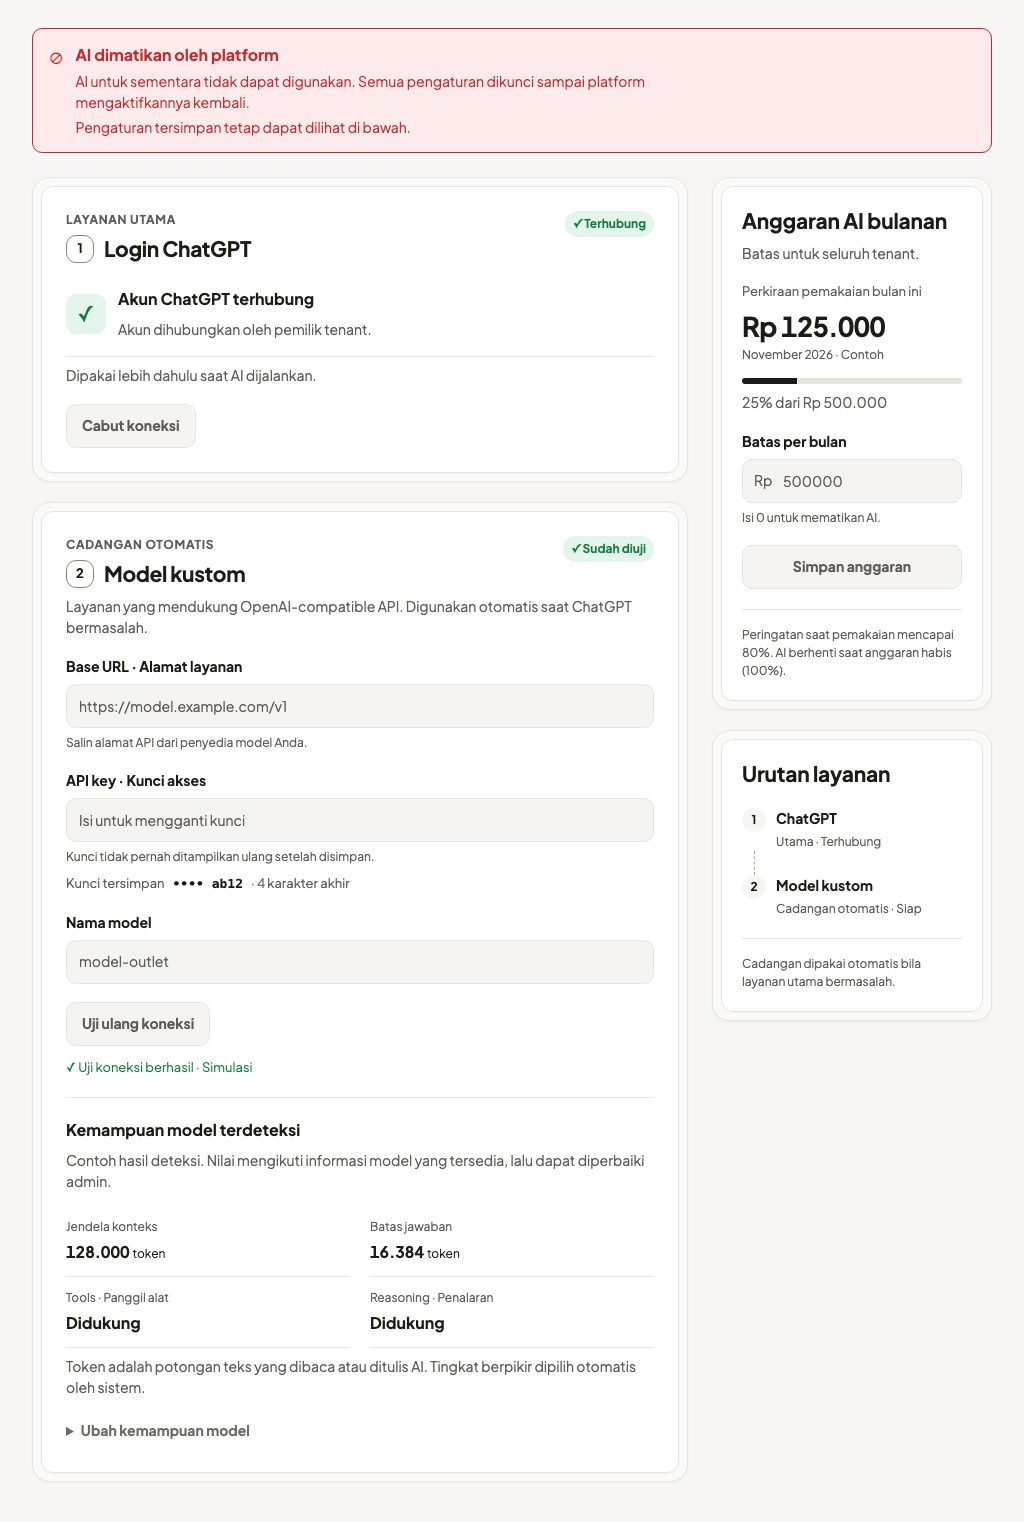 AI dimatikan oleh platform
AI untuk sementara tidak dapat digunakan. Semua pengaturan dikunci sampai platform
mengaktifkannya kembali.
Pengaturan tersimpan tetap dapat dilihat di bawah.
LAYANAN UTAMA
✓Terhubung
1 Login ChatGPT
✓ Akun ChatGPT terhubung
Akun dihubungkan oleh pemilik tenant.
Dipakai lebih dahulu saat AI dijalankan.
Cabut koneksi
CADANGAN OTOMATIS
✓Sudah diuji
2 Model kustom
Layanan yang mendukung OpenAI-compatible API. Digunakan otomatis saat ChatGPT
bermasalah.
Base URL · Alamat layanan
https://model.example.com/v1
Salin alamat API dari penyedia model Anda.
API key · Kunci akses
Isi untuk mengganti kunci
Kunci tidak pernah ditampilkan ulang setelah disimpan.
Kunci tersimpan •••• ab12 · 4 karakter akhir
Nama model
model-outlet
Uji ulang koneksi
✓ Uji koneksi berhasil · Simulasi
Kemampuan model terdeteksi
Contoh hasil deteksi. Nilai mengikuti informasi model yang tersedia, lalu dapat diperbaiki
admin.
Jendela konteks
128.000 token
Batas jawaban
16.384 token
Tools · Panggil alat
Didukung
Reasoning · Penalaran
Didukung
Token adalah potongan teks yang dibaca atau ditulis AI. Tingkat berpikir dipilih otomatis
oleh sistem.
▶ Ubah kemampuan model
Anggaran AI bulanan
Batas untuk seluruh tenant.
Perkiraan pemakaian bulan ini
Rp 125.000
November 2026 · Contoh
25% dari Rp 500.000
Batas per bulan
Rp 500000
Isi 0 untuk mematikan AI.
Simpan anggaran
Peringatan saat pemakaian mencapai
80%. AI berhenti saat anggaran habis
(100%).
Urutan layanan
1 ChatGPT
Utama · Terhubung
2 Model kustom
Cadangan otomatis · Siap
Cadangan dipakai otomatis bila
layanan utama bermasalah.